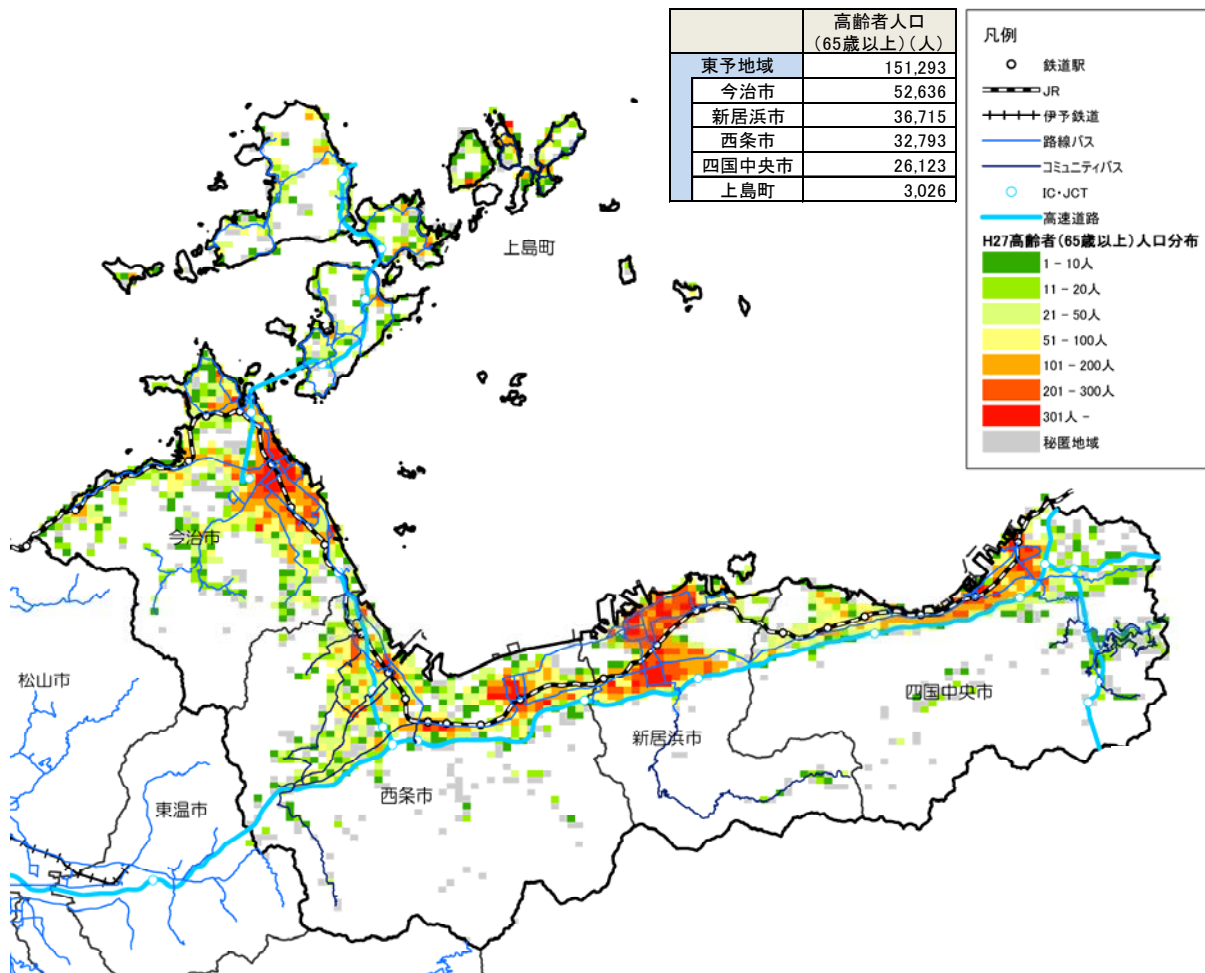 高齢者人口
(65歳以上)(人)
東予地域 151,293
今治市 52,636
新居浜市 36,715
西条市 32,793
四国中央市 26,123
上島町 3,026
凡例
鉄道駅
JR
伊予鉄道
路線バス
コミュニティバス
IC・JCT
高速道路
H27高齢者(65歳以上)人口分布
1 - 10人
11 - 20人
21 - 50人
51 - 100人
101 - 200人
201 - 300人
301人 -
秘匿地域
上島町
今治市
松山市
四国中央市
新居浜市
西条市
東温市